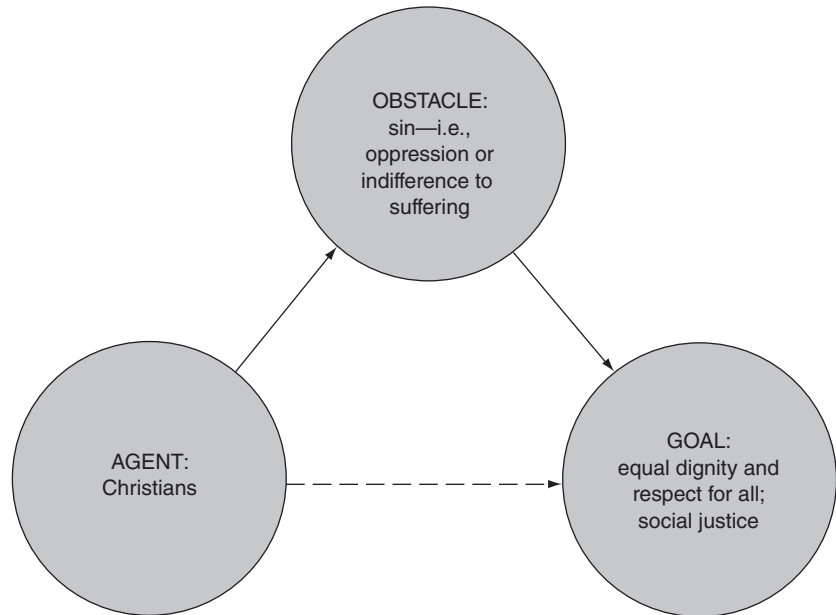 OBSTACLE:
sin—i.e.,
oppression or
indifference to
suffering
AGENT:
Christians
GOAL:
equal dignity and
respect for all;
social justice